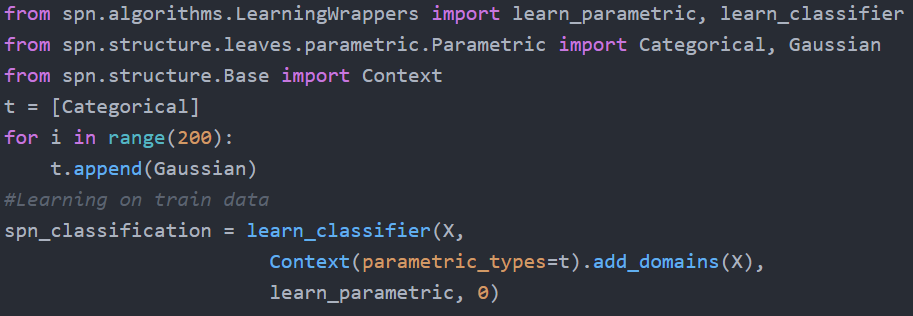 from spn.algorithms.LearningWrappers import learn_parametric, learn_classifier
from spn.structure.leaves.parametric.Parametric import Categorical, Gaussian
from spn.structure.Base import Context
t = [Categorical]
for i in range(200):
    t.append(Gaussian)
#Learning on train data
spn_classification = learn_classifier(X,
                       Context(parametric_types=t).add_domains(X),
                       learn_parametric, 0)